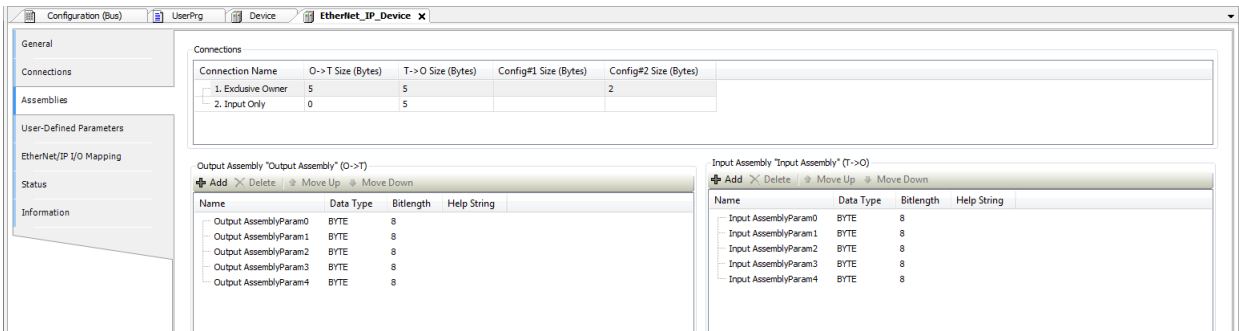 Configuration (Bus) UserPrg Device EtherNet_IP_Device X
General
Connections
Assemblies
User-Defined Parameters
EtherNet/IP I/O Mapping
Status
Information
Connections
Connection Name O->T Size (Bytes) T->O Size (Bytes) Config#1 Size (Bytes) Config#2 Size (Bytes)
1. Exclusive Owner 5 5 2
2. Input Only 0 5
Output Assembly "Output Assembly" (O->T)
Add Delete Move Up Move Down
Name Data Type Bitlength Help String
Output AssemblyParam0 BYTE 8
Output AssemblyParam1 BYTE 8
Output AssemblyParam2 BYTE 8
Output AssemblyParam3 BYTE 8
Output AssemblyParam4 BYTE 8
Input Assembly "Input Assembly" (T->O)
Add Delete Move Up Move Down
Name Data Type Bitlength Help String
Input AssemblyParam0 BYTE 8
Input AssemblyParam1 BYTE 8
Input AssemblyParam2 BYTE 8
Input AssemblyParam3 BYTE 8
Input AssemblyParam4 BYTE 8